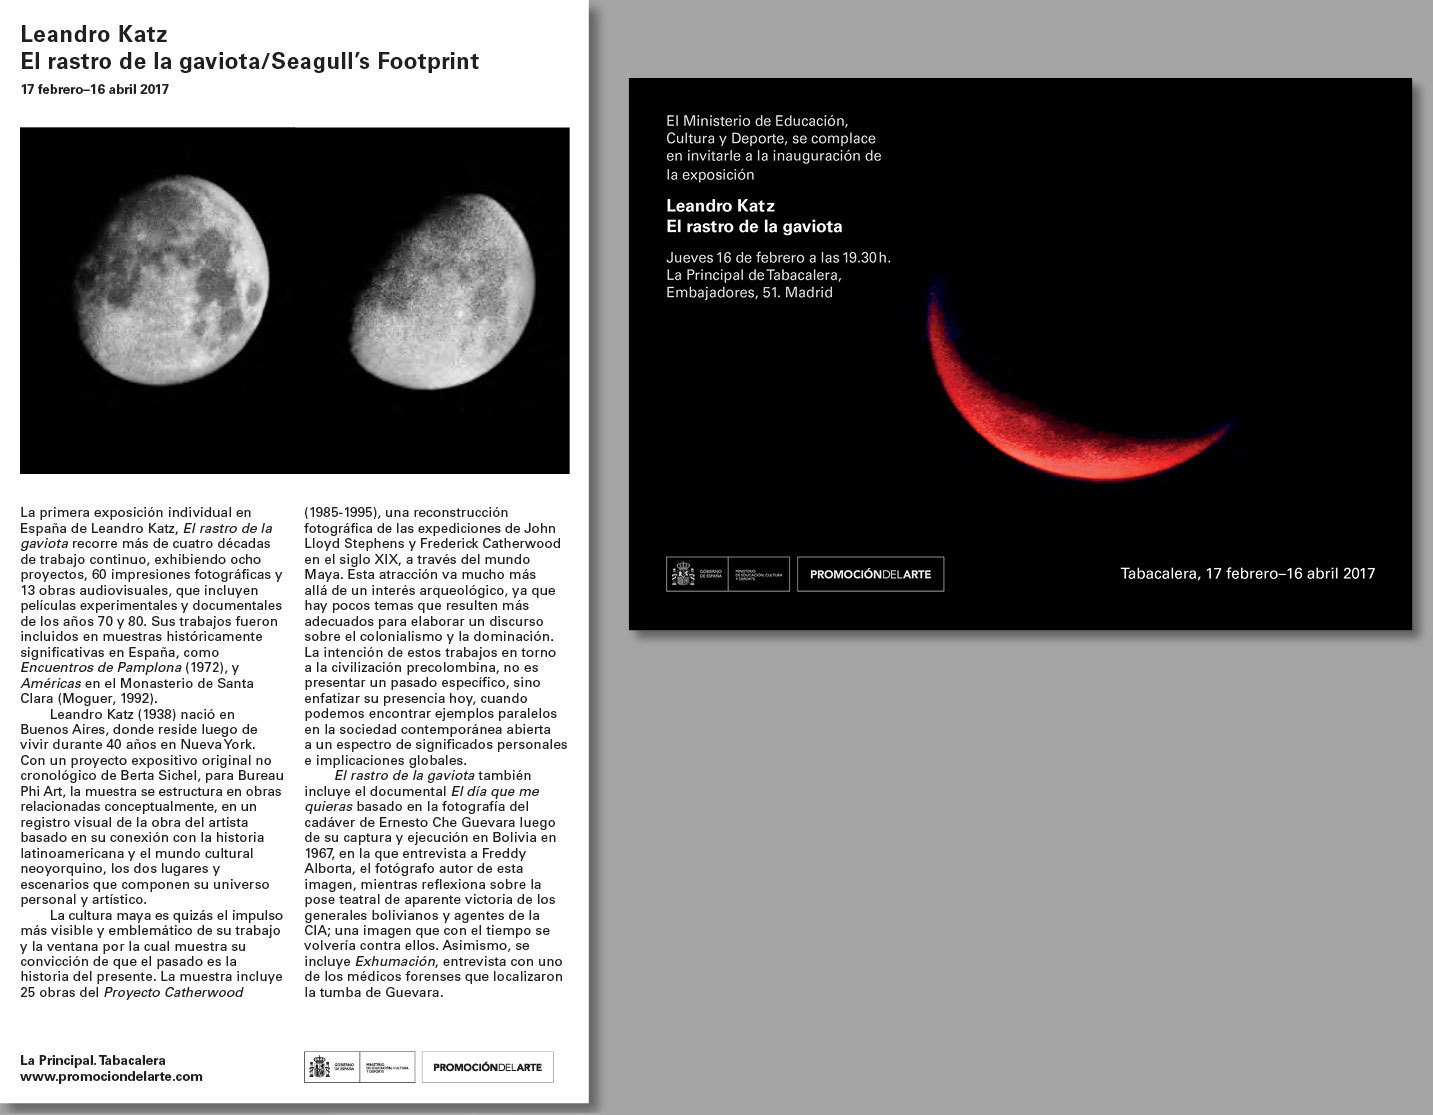 Leandro Katz
El rastro de la gaviota/Seagull's Footprint
17 febrero–16 abril 2017
La primera exposición individual en
España de Leandro Katz, El rastro de la
gaviota recorre más de cuatro décadas
de trabajo continuo, exhibiendo ocho
proyectos, 60 impresiones fotográficas y
13 obras audiovisuales, que incluyen
películas experimentales y documentales
de los años 70 y 80. Sus trabajos fueron
incluidos en muestras históricamente
significativas en España, como
Encuentros de Pamplona (1972), y
Américas en el Monasterio de Santa
Clara (Moguer, 1992).
Leandro Katz (1938) nació en
Buenos Aires, donde reside luego de
vivir durante 40 años en Nueva York.
Con un proyecto expositivo original no
cronológico de Berta Sichel, para Bureau
Phi Art, la muestra se estructura en obras
relacionadas conceptualmente, en un
registro visual de la obra del artista
basado en su conexión con la historia
latinoamericana y el mundo cultural
neoyorquino, los dos lugares y
escenarios que componen su universo
personal y artístico.
La cultura maya es quizás el impulso
más visible y emblemático de su trabajo
y la ventana por la cual muestra su
convicción de que el pasado es la
historia del presente. La muestra incluye
25 obras del Proyecto Catherwood
(1985-1995), una reconstrucción
fotográfica de las expediciones de John
Lloyd Stephens y Frederick Catherwood
en el siglo XIX, a través del mundo
Maya. Esta atracción va mucho más
allá de un interés arqueológico, ya que
hay pocos temas que resulten más
adecuados para elaborar un discurso
sobre el colonialismo y la dominación.
La intención de estos trabajos en torno
a la civilización precolombina, no es
presentar un pasado específico, sino
enfatizar su presencia hoy, cuando
podemos encontrar ejemplos paralelos
en la sociedad contemporánea abierta
a un espectro de significados personales
e implicaciones globales.
El rastro de la gaviota también
incluye el documental El día que me
quieras basado en la fotografía del
cadáver de Ernesto Che Guevara luego
de su captura y ejecución en Bolivia en
1967, en la que entrevista a Freddy
Alborta, el fotógrafo autor de esta
imagen, mientras reflexiona sobre la
pose teatral de aparente victoria de los
generales bolivianos y agentes de la
CIA; una imagen que con el tiempo se
volvería contra ellos. Asimismo, se
incluye Exhumación, entrevista con uno
de los médicos forenses que localizaron
la tumba de Guevara.
La Principal. Tabacalera
www.promociondelarte.com
GOBIERNO
DE ESPAÑA
MINISTERIO
DE EDUCACIÓN, CULTURA
Y DEPORTE
PROMOCIÓNDELARTE
El Ministerio de Educación,
Cultura y Deporte, se complace
en invitarle a la inauguración de
la exposición
Leandro Katz
El rastro de la gaviota
Jueves 16 de febrero a las 19.30 h.
La Principal de Tabacalera,
Embajadores, 51. Madrid
GOBIERNO
DE ESPAÑA
MINISTERIO
DE EDUCACIÓN, CULTURA
Y DEPORTE
PROMOCIÓNDELARTE
Tabacalera, 17 febrero–16 abril 2017